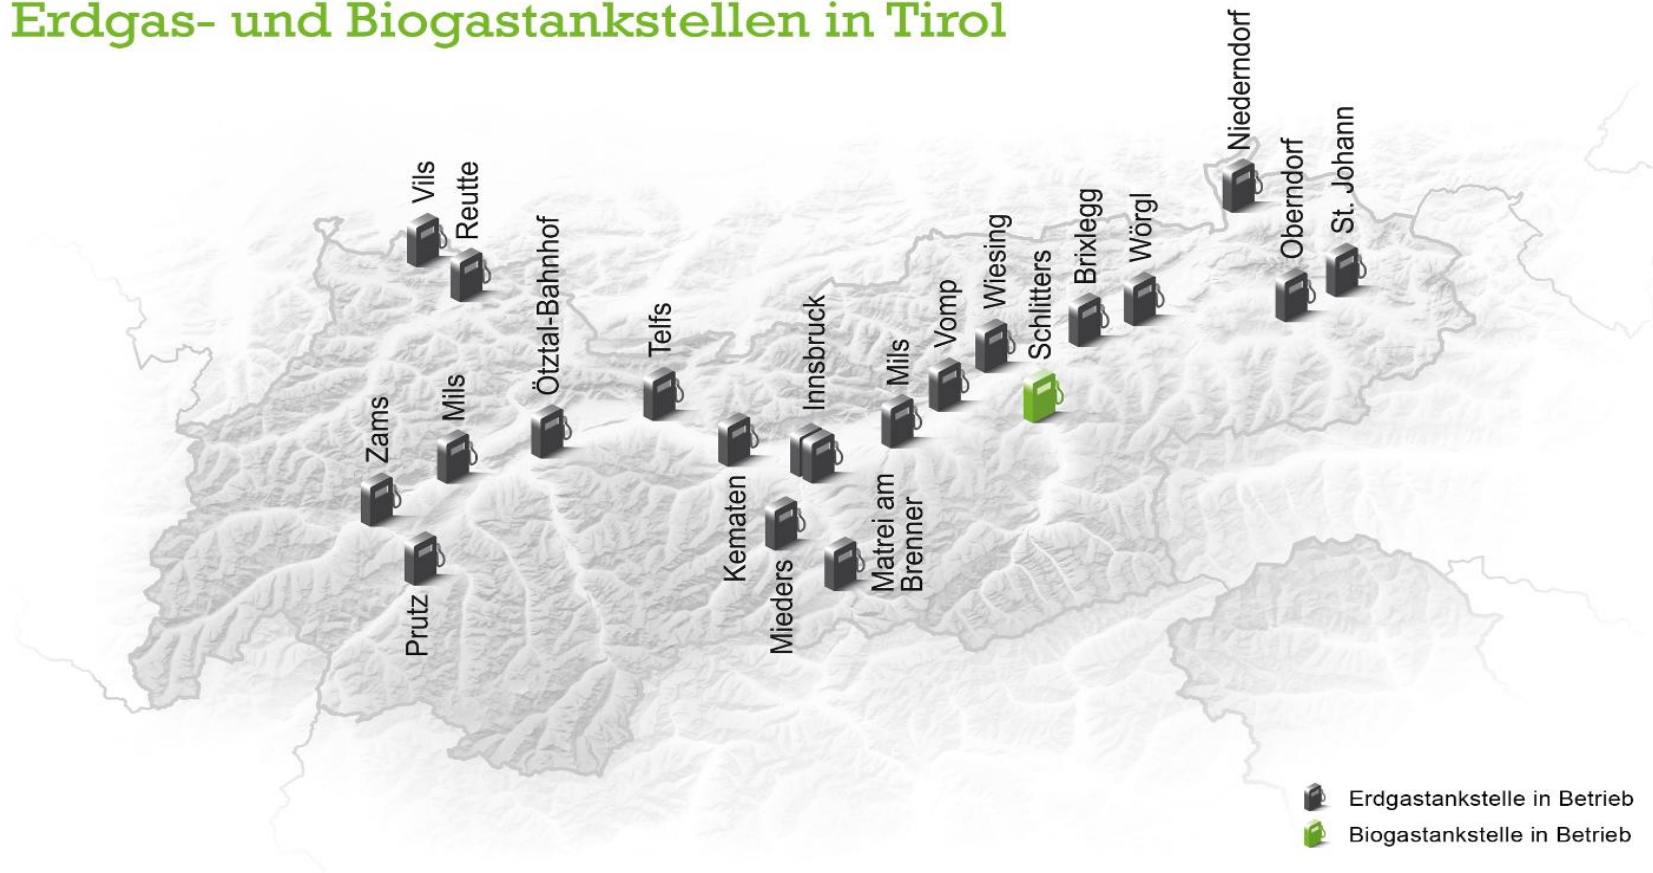 Erdgas- und Biogastankstellen in Tirol
Niederndorf
Vils
Reutte
Ötztal-Bahnhof
Telfs
Innsbruck
Mils
Vomp
Wiesing
Schlitters
Brixlegg
Wörgl
Oberndorf
St. Johann
Zams
Mils
Prutz
Kematen
Mieders
Matrei am
Brenner
Erdgastankstelle in Betrieb
Biogastankstelle in Betrieb